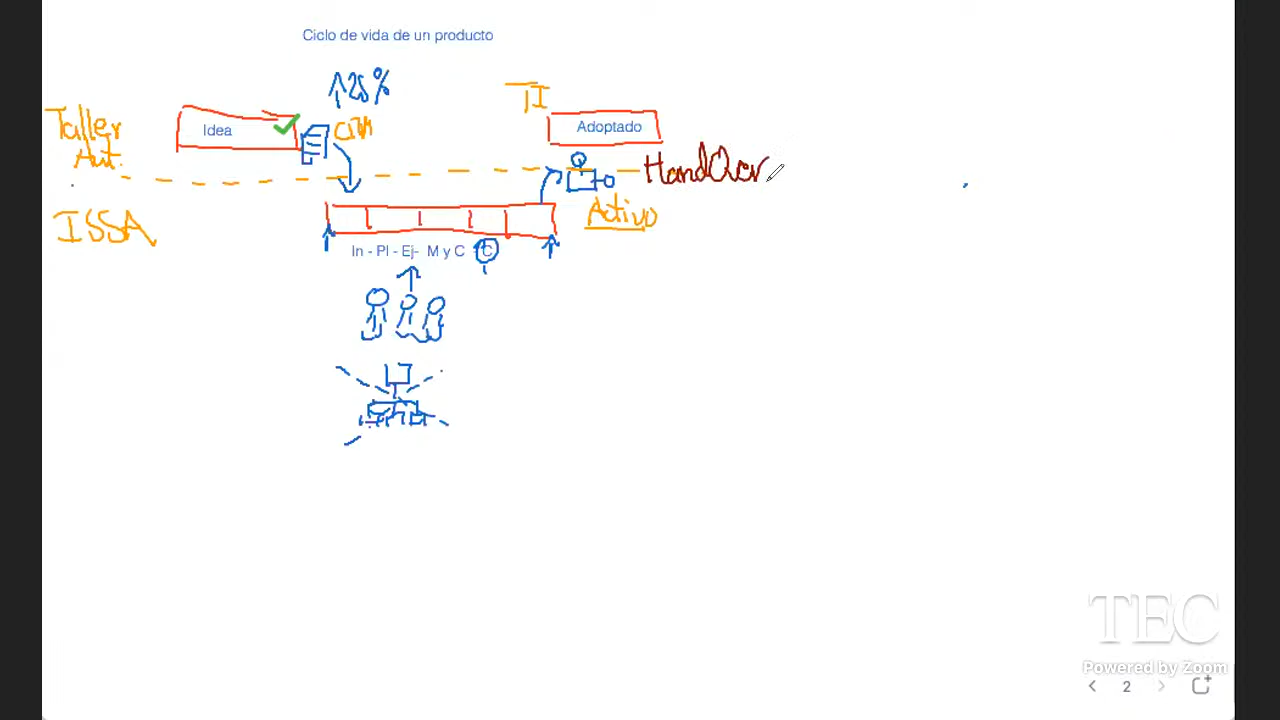 Ciclo de vida de un producto
↑25%
TI
Taller
Aut.
Idea
CRM
Adoptado
HandOver
ISSA
Activo
In - Pl - Ej- M y C - C
TEC
Powered by Zoom
2